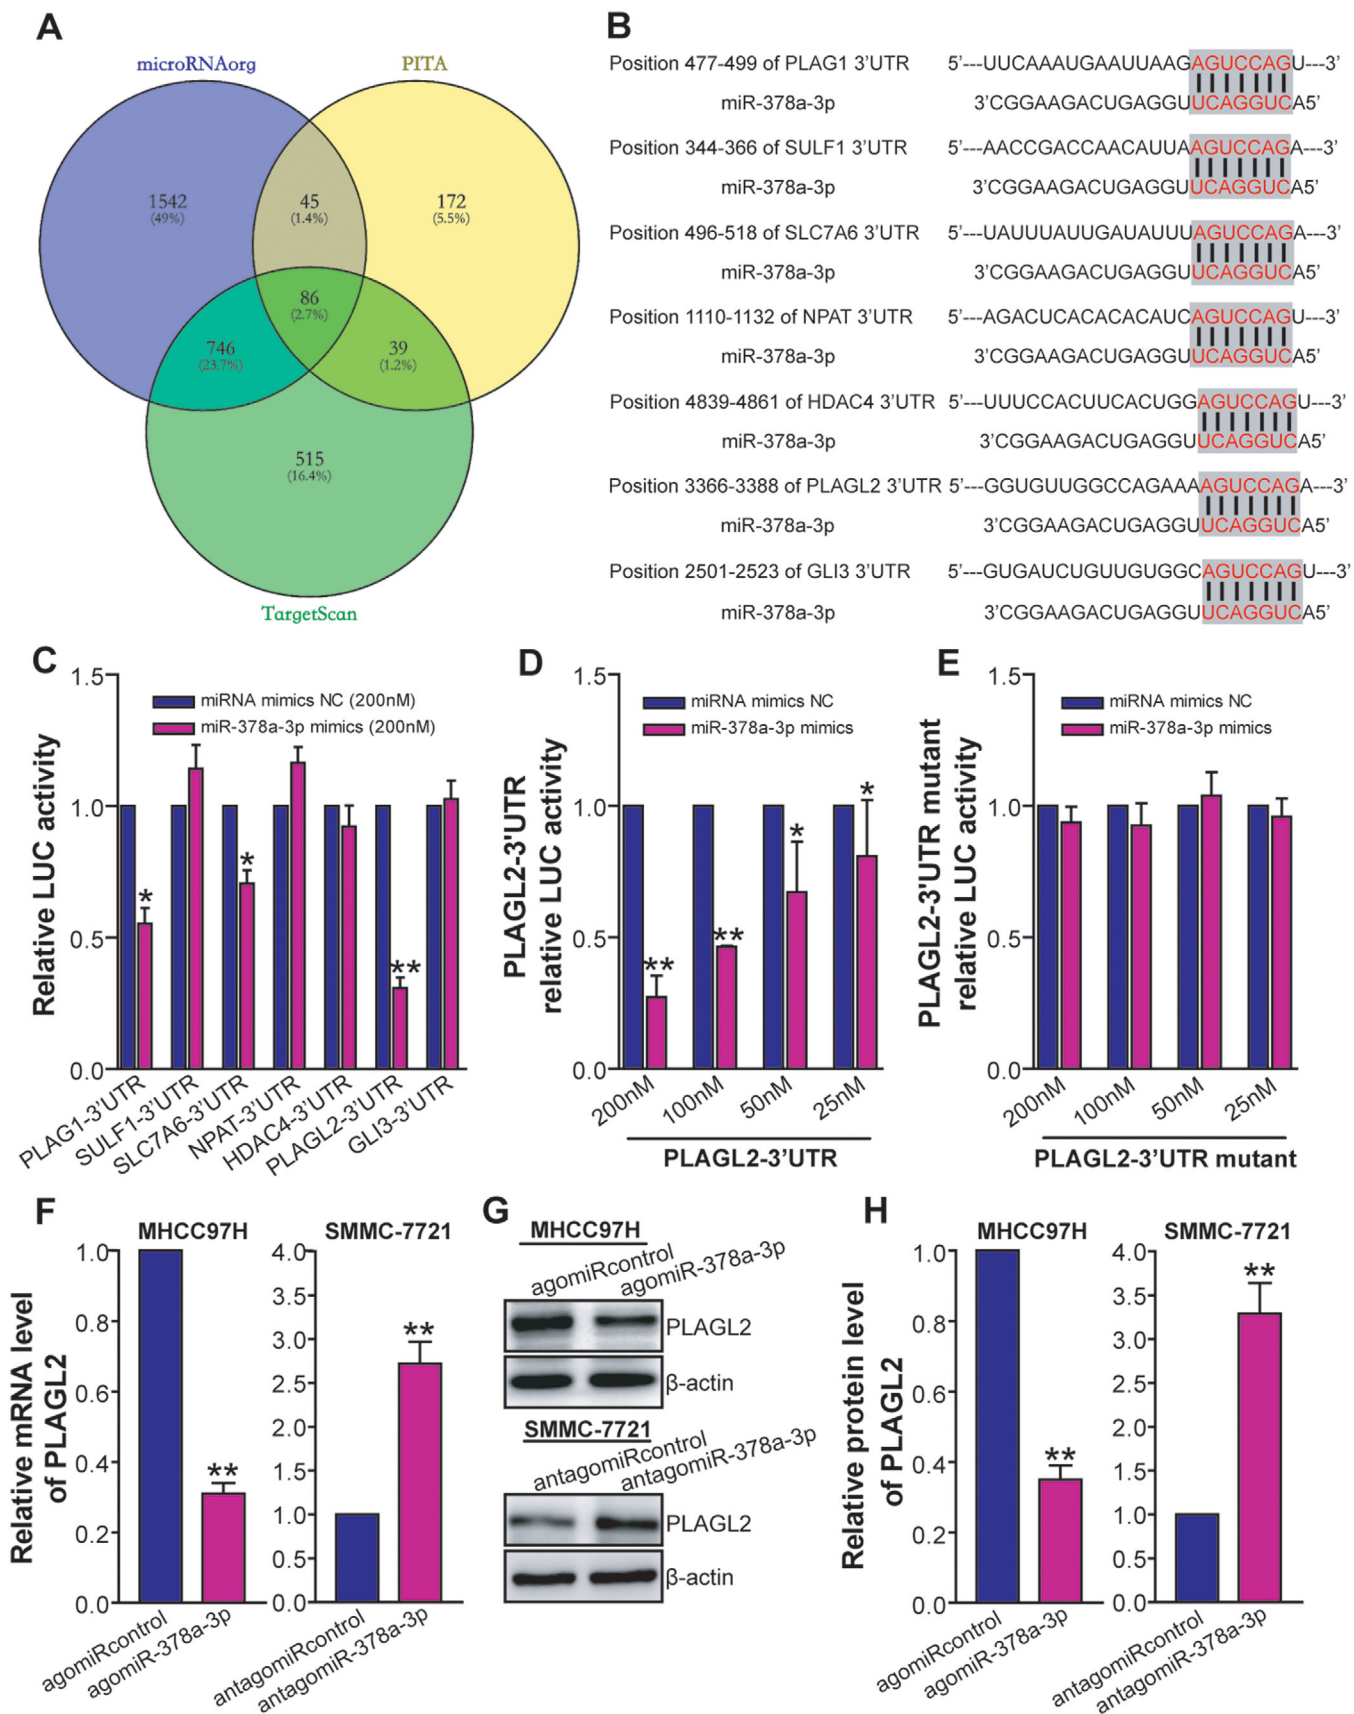 A
microRNAorg
PITA
1542
(49%)
45
(1.4%)
172
(5.5%)
86
(2.7%)
746
(23.7%)
39
(1.2%)
515
(16.4%)
TargetScan
B
Position 477-499 of PLAG1 3'UTR 5'---UUCAAAUGAAUUAAGAGUCCAGU---3'
miR-378a-3p 3'CGGAAGACUGAGGUUCAGGUCA5'
Position 344-366 of SULF1 3'UTR 5'---AACCGACCAACAUUAAGUCCAGA---3'
miR-378a-3p 3'CGGAAGACUGAGGUUCAGGUCA5'
Position 496-518 of SLC7A6 3'UTR 5'---UAUUUAUUGAUAUUUAGUCCAGA---3'
miR-378a-3p 3'CGGAAGACUGAGGUUCAGGUCA5'
Position 1110-1132 of NPAT 3'UTR 5'---AGACUCACACACAUCAGUCCAGU---3'
miR-378a-3p 3'CGGAAGACUGAGGUUCAGGUCA5'
Position 4839-4861 of HDAC4 3'UTR 5'---UUUCCACUUCACUGGAGUCCAGU---3'
miR-378a-3p 3'CGGAAGACUGAGGUUCAGGUCA5'
Position 3366-3388 of PLAGL2 3'UTR 5'---GGUGUUGGCCAGAAAAGUCCAGA---3'
miR-378a-3p 3'CGGAAGACUGAGGUUCAGGUCA5'
Position 2501-2523 of GLI3 3'UTR 5'---GUGAUCUGUUGUGGCAGUCCAGU---3'
miR-378a-3p 3'CGGAAGACUGAGGUUCAGGUCA5'
C
Relative LUC activity
1.5
1.0
0.5
0.0
miRNA mimics NC (200nM)
miR-378a-3p mimics (200nM)
*
*
**
PLAG1-3'UTR
SULF1-3'UTR
SLC7A6-3'UTR
NPAT-3'UTR
HDAC4-3'UTR
PLAGL2-3'UTR
GLI3-3'UTR
D
PLAGL2-3'UTR
relative LUC activity
1.5
1.0
0.5
0.0
miRNA mimics NC
miR-378a-3p mimics
**
**
*
*
200nM
100nM
50nM
25nM
PLAGL2-3'UTR
E
PLAGL2-3'UTR mutant
relative LUC activity
1.5
1.0
0.5
0.0
miRNA mimics NC
miR-378a-3p mimics
200nM
100nM
50nM
25nM
PLAGL2-3'UTR mutant
F
Relative mRNA level
of PLAGL2
MHCC97H
1.0
0.8
0.6
0.4
0.2
0.0
**
agomiRcontrol
agomiR-378a-3p
SMMC-7721
4.0
3.5
3.0
2.5
2.0
1.5
1.0
0.5
0.0
**
antagomiRcontrol
antagomiR-378a-3p
G
MHCC97H
agomiRcontrol
agomiR-378a-3p
PLAGL2
β-actin
SMMC-7721
antagomiRcontrol
antagomiR-378a-3p
PLAGL2
β-actin
H
Relative protein level
of PLAGL2
MHCC97H
1.0
0.8
0.6
0.4
0.2
0.0
**
agomiRcontrol
agomiR-378a-3p
SMMC-7721
4.0
3.5
3.0
2.5
2.0
1.5
1.0
0.5
0.0
**
antagomiRcontrol
antagomiR-378a-3p